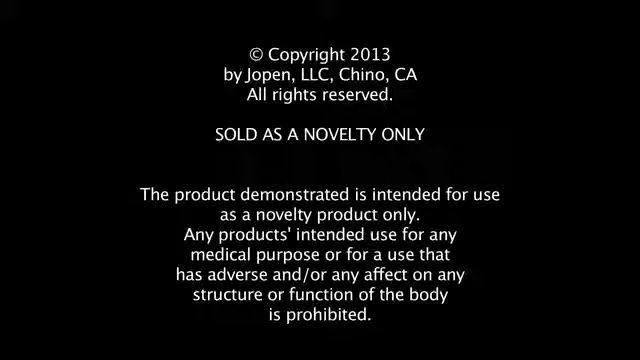 © Copyright 2013
by Jopen, LLC, Chino, CA
All rights reserved.
SOLD AS A NOVELTY ONLY
The product demonstrated is intended for use
as a novelty product only.
Any products' intended use for any
medical purpose or for a use that
has adverse and/or any affect on any
structure or function of the body
is prohibited.